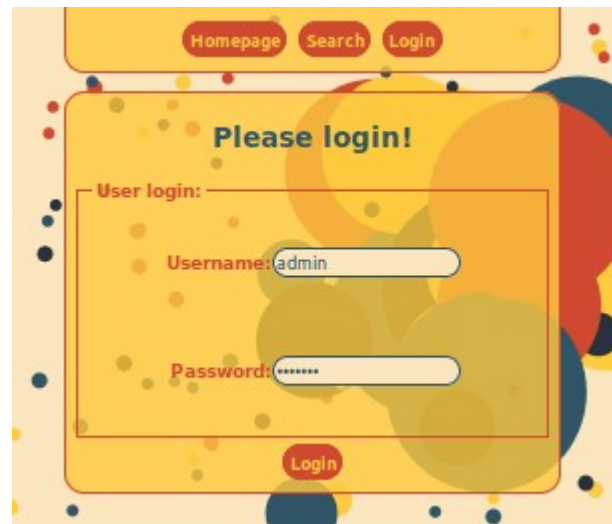 Homepage Search Login
Please login!
User login:
Username: admin
Password: •••••••
Login